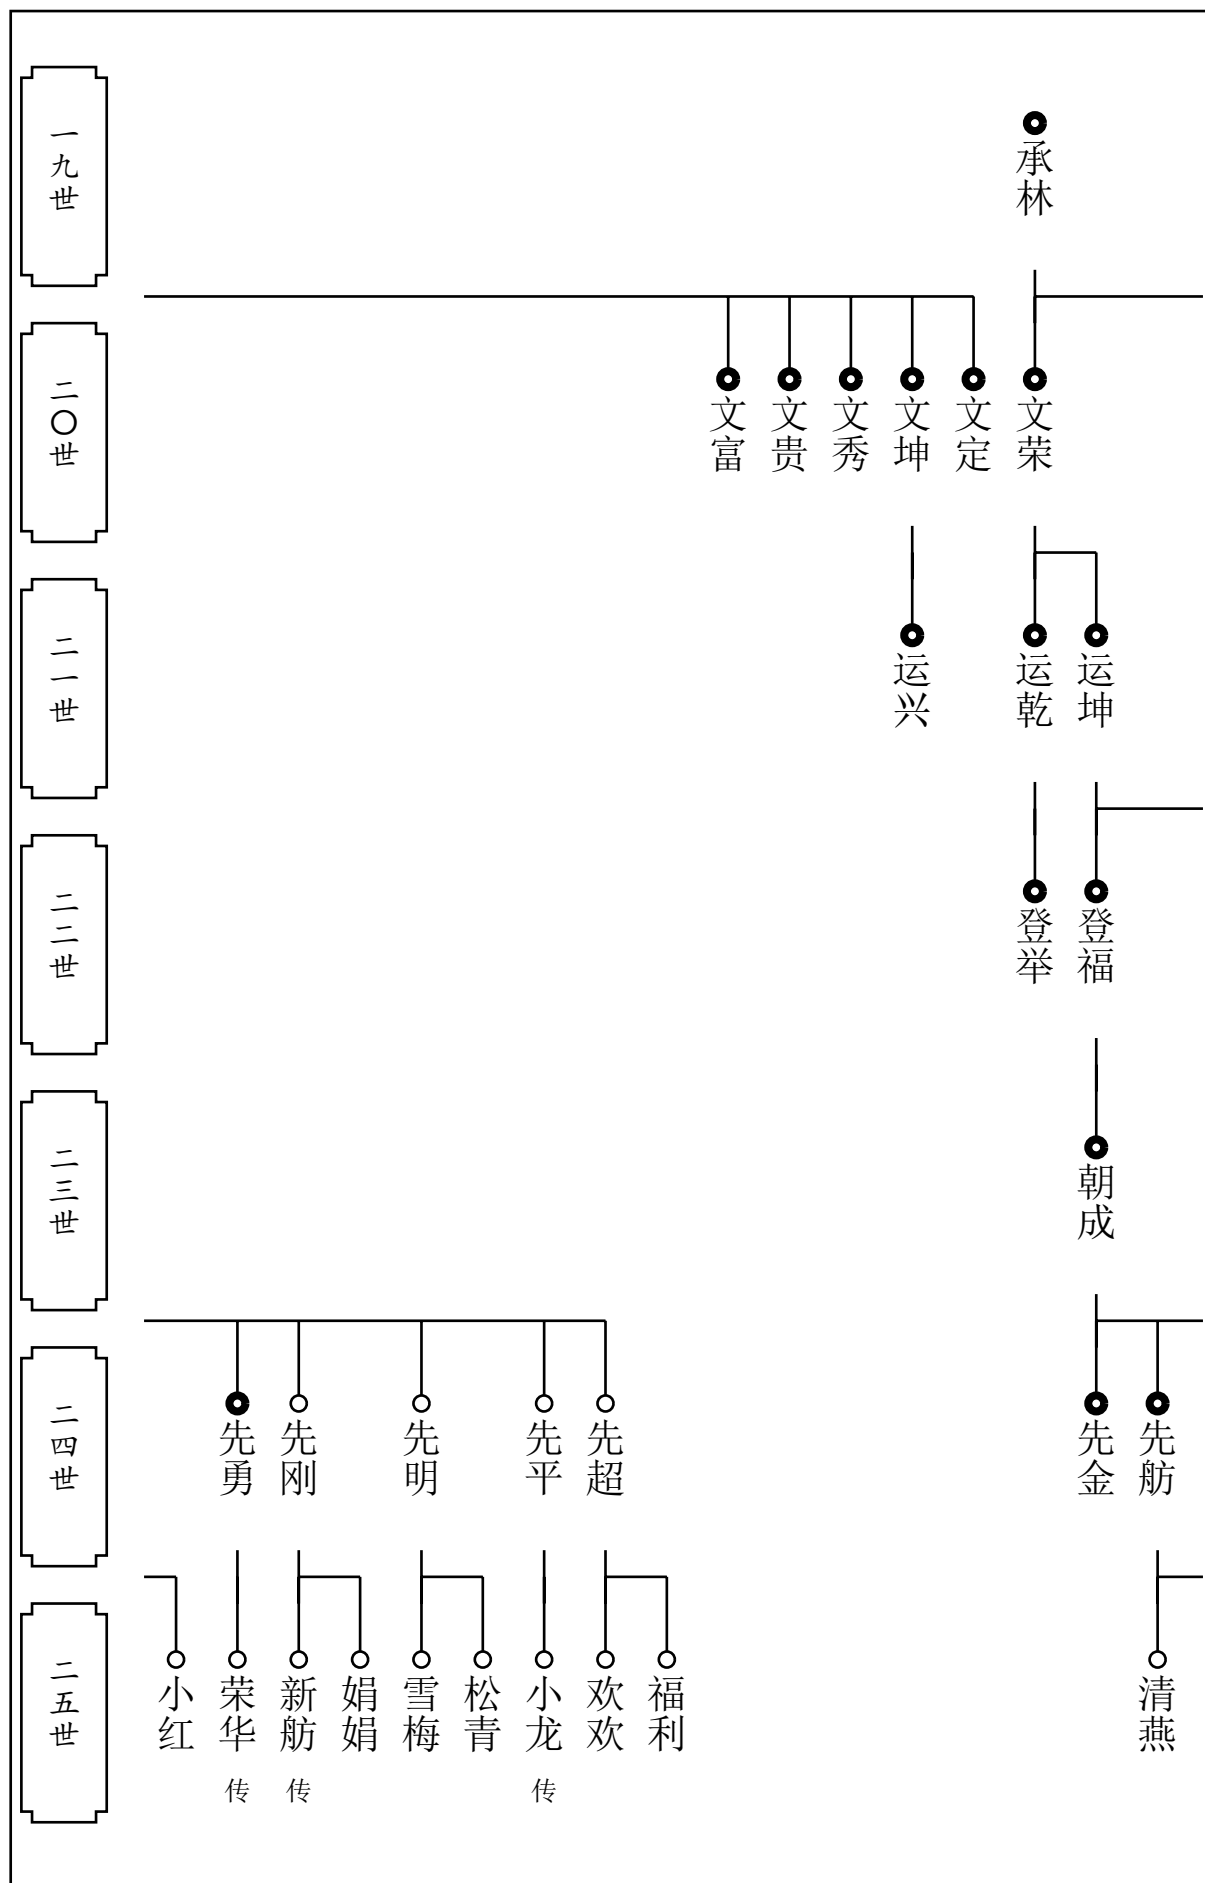 一九世
承林
二〇世
文富
文贵
文秀
文坤
文定
文荣
二一世
运兴
运乾
运坤
二二世
登举
登福
二三世
朝成
二四世
先勇
先刚
先明
先平
先超
先金
先舫
二五世
小红
荣华
传
新舫
传
娟娟
雪梅
松青
小龙
传
欢欢
福利
清燕